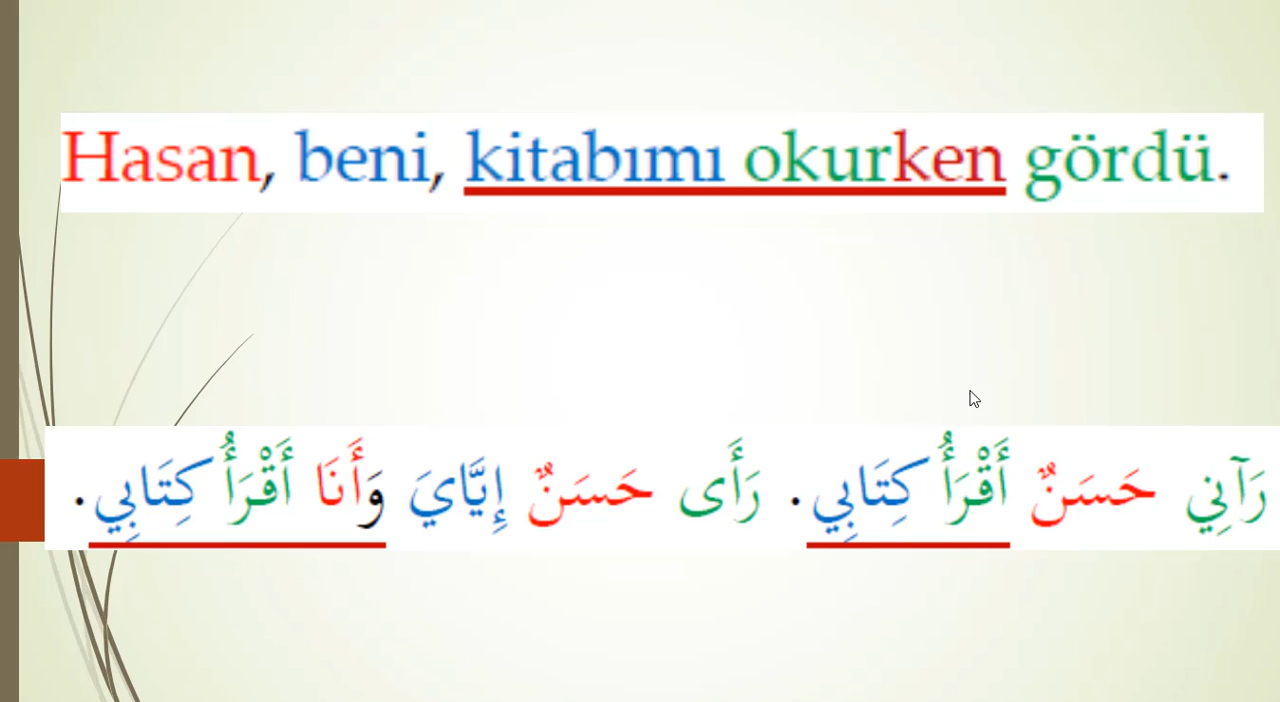 Hasan, beni, kitabımı okurken gördü.
رَآنِي حَسَنٌ أَقْرَأُ كِتَابِي . رَأَى حَسَنٌ إِيَّايَ وَأَنَا أَقْرَأُ كِتَابِي .